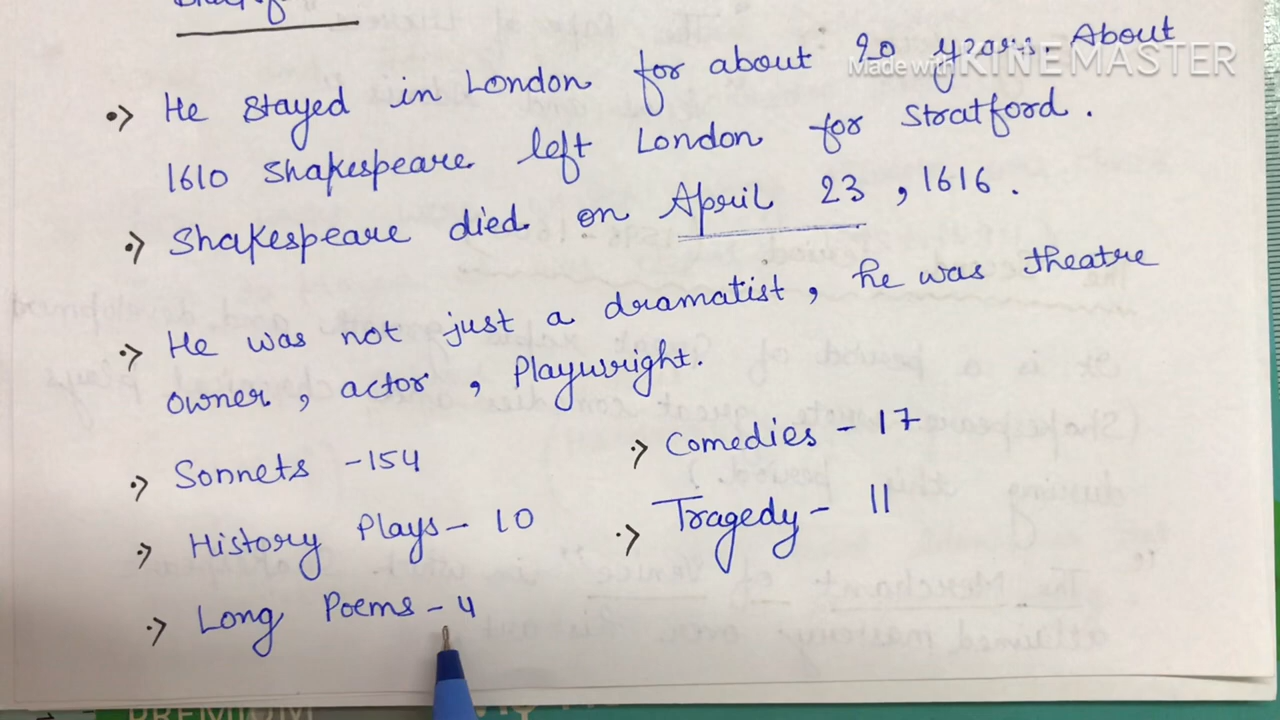 Made with KINEMASTER
•> He stayed in London for about 20 years. About
1610 Shakespeare left London for Stratford.
•> Shakespeare died on April 23, 1616.
•> He was not just a dramatist, he was theatre
owner, actor, Playwright.
•> Sonnets - 154
•> Comedies - 17
•> History Plays - 10
•> Tragedy - 11
•> Long Poems - 4
PREMIUM